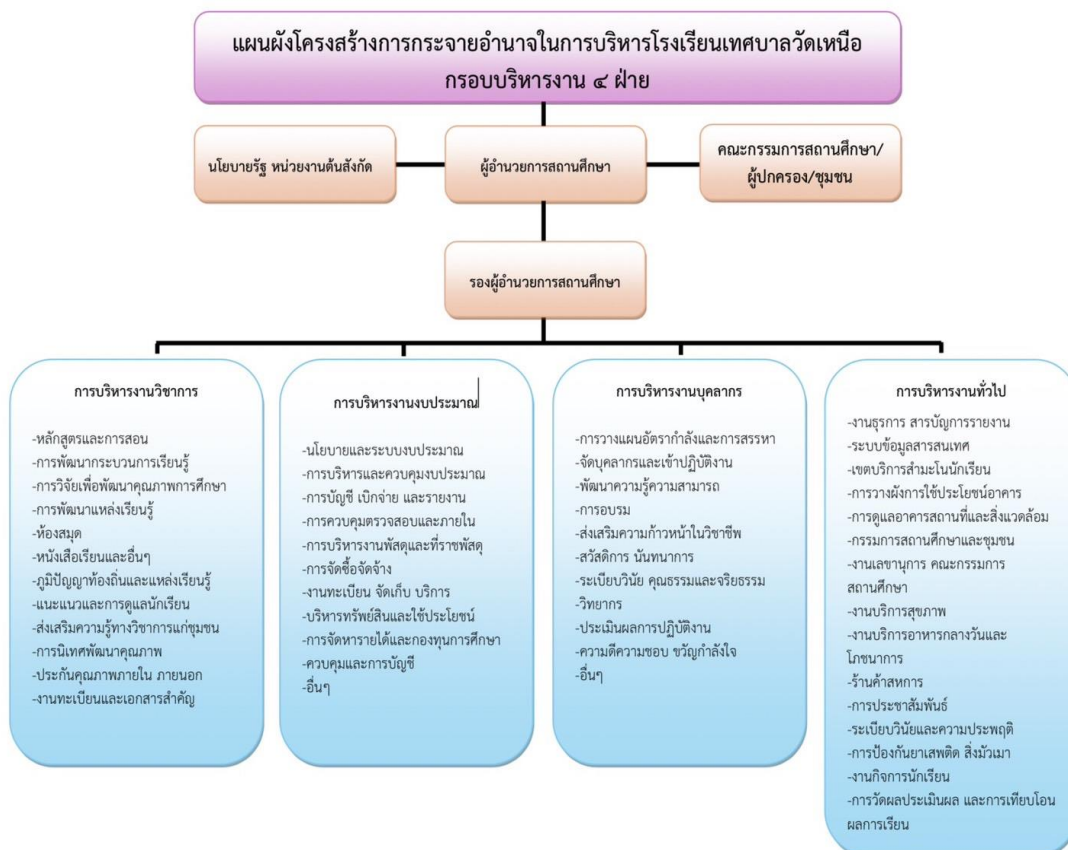 แผนผังโครงสร้างการกระจายอำนาจในการบริหารโรงเรียนเทศบาลวัดเหนือ
กรอบบริหารงาน ๔ ฝ่าย
นโยบายรัฐ หน่วยงานต้นสังกัด
ผู้อำนวยการสถานศึกษา
คณะกรรมการสถานศึกษา/
ผู้ปกครอง/ชุมชน
รองผู้อำนวยการสถานศึกษา
การบริหารงานวิชาการ
-หลักสูตรและการสอน
-การพัฒนากระบวนการเรียนรู้
-การวิจัยเพื่อพัฒนาคุณภาพการศึกษา
-การพัฒนาแหล่งเรียนรู้
-ห้องสมุด
-หนังสือเรียนและอื่นๆ
-ภูมิปัญญาท้องถิ่นและแหล่งเรียนรู้
-แนะแนวและการดูแลนักเรียน
-ส่งเสริมความรู้ทางวิชาการแก่ชุมชน
-การนิเทศพัฒนาคุณภาพ
-ประกันคุณภาพภายใน ภายนอก
-งานทะเบียนและเอกสารสำคัญ
การบริหารงานงบประมาณ
-นโยบายและระบบงบประมาณ
-การบริหารและควบคุมงบประมาณ
-การบัญชี เบิกจ่าย และรายงาน
-การควบคุมตรวจสอบและภายใน
-การบริหารงานพัสดุและที่ราชพัสดุ
-การจัดซื้อจัดจ้าง
-งานทะเบียน จัดเก็บ บริการ
-บริหารทรัพย์สินและใช้ประโยชน์
-การจัดหารายได้และกองทุนการศึกษา
-ควบคุมและการบัญชี
-อื่นๆ
การบริหารงานบุคลากร
-การวางแผนอัตรากำลังและการสรรหา
-จัดบุคลากรและเข้าปฏิบัติงาน
-พัฒนาความรู้ความสามารถ
-การอบรม
-ส่งเสริมความก้าวหน้าในวิชาชีพ
-สวัสดิการ นันทนาการ
-ระเบียบวินัย คุณธรรมและจริยธรรม
-วิทยากร
-ประเมินผลการปฏิบัติงาน
-ความดีความชอบ ขวัญกำลังใจ
-อื่นๆ
การบริหารงานทั่วไป
-งานธุรการ สารบัญการรายงาน
-ระบบข้อมูลสารสนเทศ
-เขตบริการสำมะโนนักเรียน
-การวางผังการใช้ประโยชน์อาคาร
-การดูแลอาคารสถานที่และสิ่งแวดล้อม
-กรรมการสถานศึกษาและชุมชน
-งานเลขานุการ คณะกรรมการ
สถานศึกษา
-งานบริการสุขภาพ
-งานบริการอาหารกลางวันและ
โภชนาการ
-ร้านค้าสหการ
-การประชาสัมพันธ์
-ระเบียบวินัยและความประพฤติ
-การป้องกันยาเสพติด สิ่งมัวเมา
-งานกิจการนักเรียน
-การวัดผลประเมินผล และการเทียบโอน
ผลการเรียน